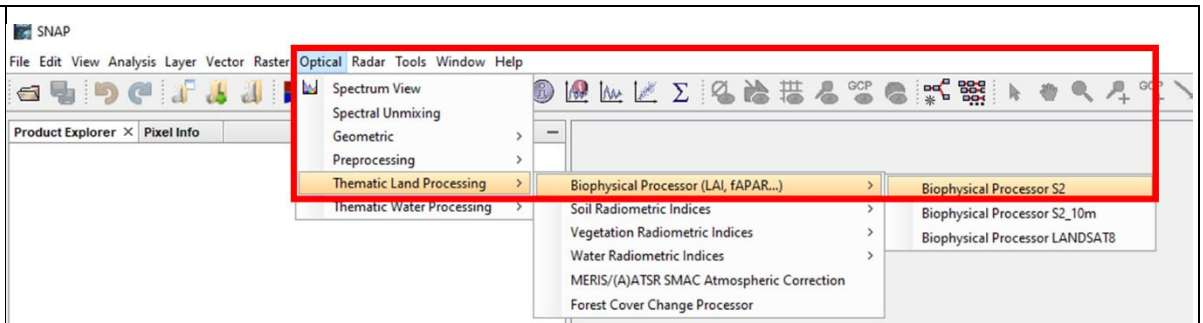 SNAP
File Edit View Analysis Layer Vector Raster Optical Radar Tools Window Help
GCP
GCP
Product Explorer × Pixel Info
Spectrum View
Spectral Unmixing
Geometric
Preprocessing
Thematic Land Processing
Thematic Water Processing
Biophysical Processor (LAI, fAPAR...)
Soil Radiometric Indices
Vegetation Radiometric Indices
Water Radiometric Indices
MERIS/(A)ATSR SMAC Atmospheric Correction
Forest Cover Change Processor
Biophysical Processor S2
Biophysical Processor S2_10m
Biophysical Processor LANDSAT8